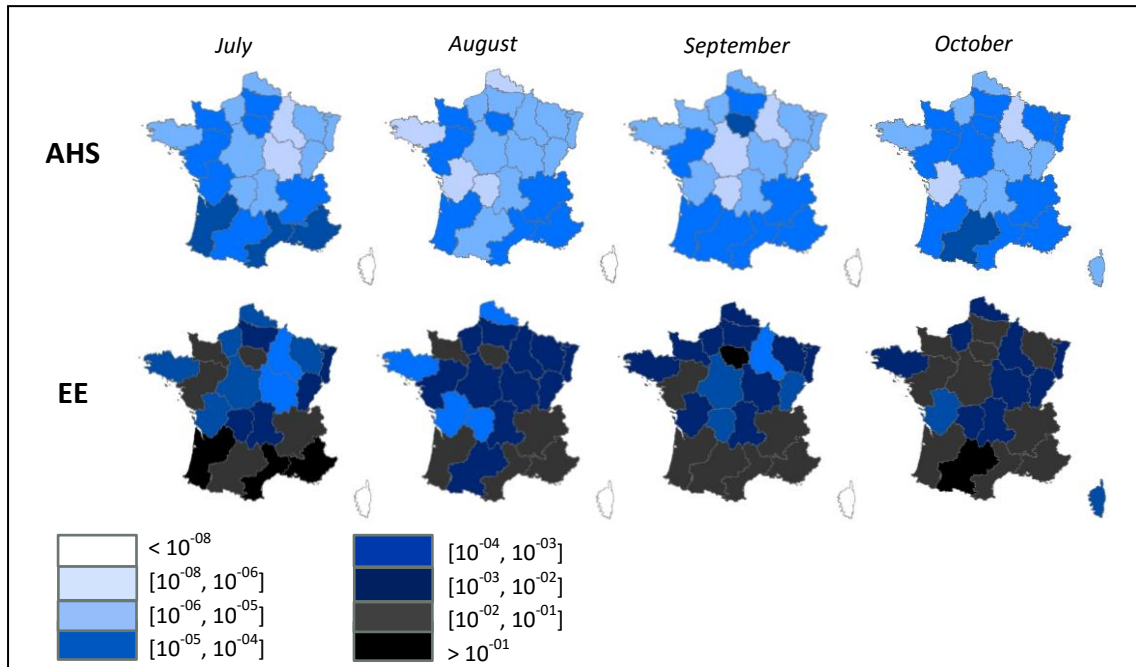 July August September October
AHS
EE
< 10⁻⁰⁸
[10⁻⁰⁸, 10⁻⁰⁶]
[10⁻⁰⁶, 10⁻⁰⁵]
[10⁻⁰⁵, 10⁻⁰⁴]
[10⁻⁰⁴, 10⁻⁰³]
[10⁻⁰³, 10⁻⁰²]
[10⁻⁰², 10⁻⁰¹]
> 10⁻⁰¹